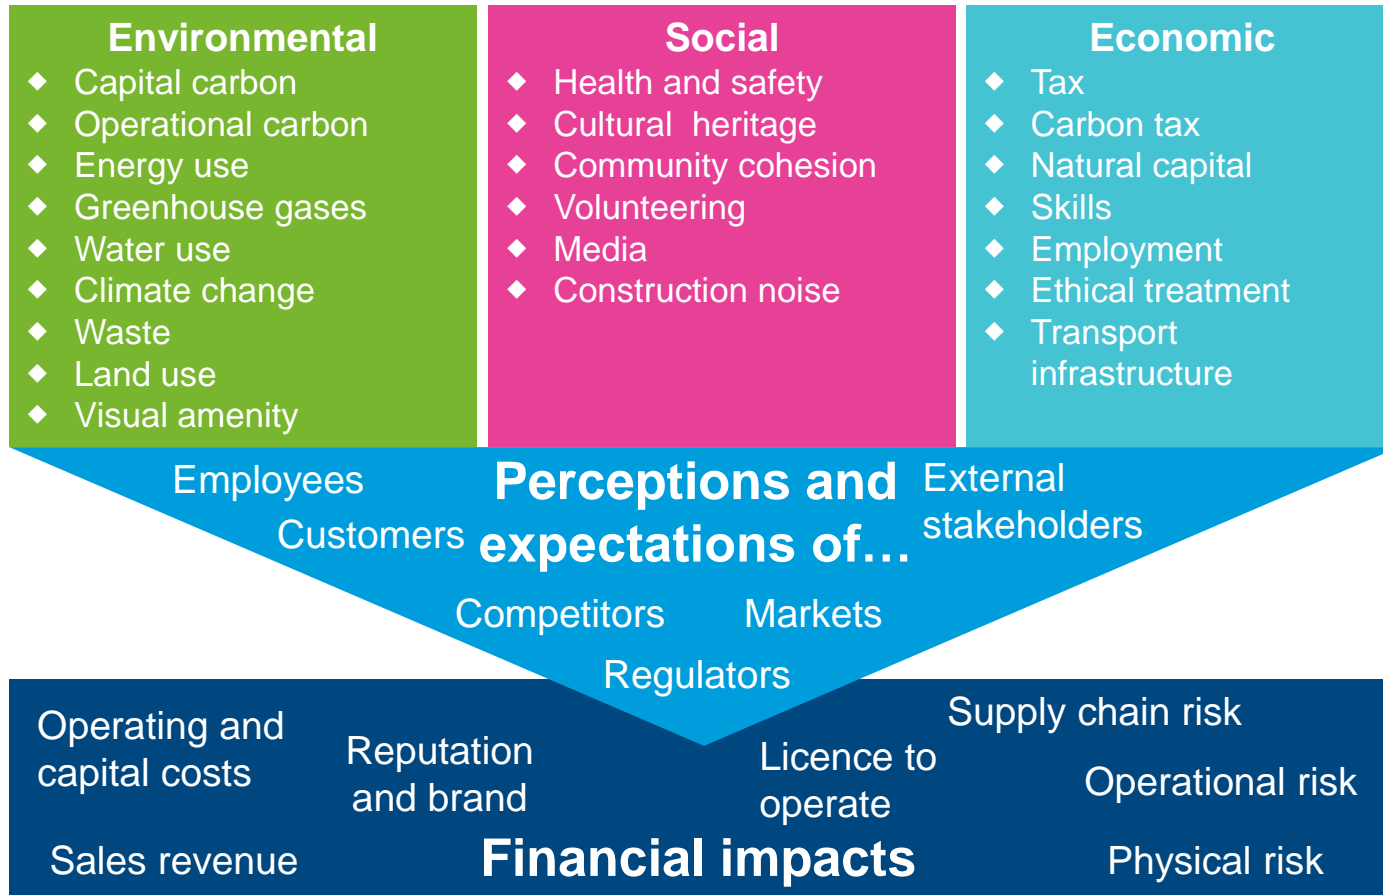 Environmental
◆ Capital carbon
◆ Operational carbon
◆ Energy use
◆ Greenhouse gases
◆ Water use
◆ Climate change
◆ Waste
◆ Land use
◆ Visual amenity
Social
◆ Health and safety
◆ Cultural  heritage
◆ Community cohesion
◆ Volunteering
◆ Media
◆ Construction noise
Economic
◆ Tax
◆ Carbon tax
◆ Natural capital
◆ Skills
◆ Employment
◆ Ethical treatment
◆ Transport
infrastructure
Perceptions and
expectations of…
Employees
Customers
External
stakeholders
Competitors
Markets
Regulators
Operating and
capital costs
Reputation
and brand
Licence to
operate
Supply chain risk
Operational risk
Sales revenue
Financial impacts
Physical risk